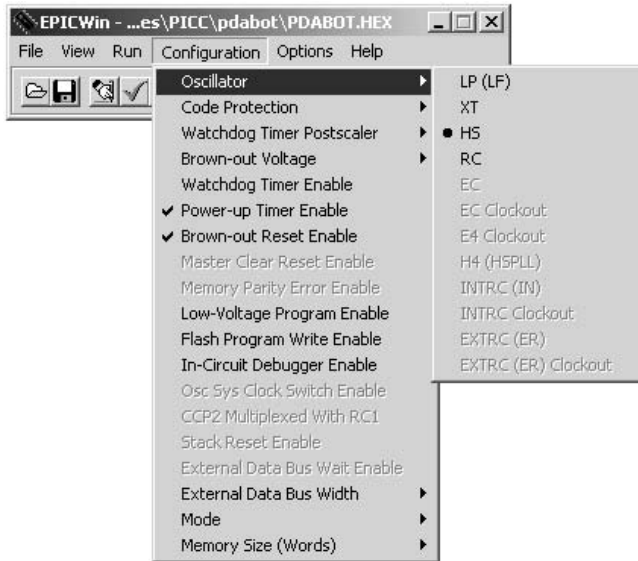 EPICWin - ...es\PICC\pdabot\PDABOT.HEX
File View Run Configuration Options Help
Oscillator
Code Protection
Watchdog Timer Postscaler
Brown-out Voltage
Watchdog Timer Enable
Power-up Timer Enable
Brown-out Reset Enable
Master Clear Reset Enable
Memory Parity Error Enable
Low-Voltage Program Enable
Flash Program Write Enable
In-Circuit Debugger Enable
Osc Sys Clock Switch Enable
CCP2 Multiplexed With RC1
Stack Reset Enable
External Data Bus Wait Enable
External Data Bus Width
Mode
Memory Size (Words)
LP (LF)
XT
HS
RC
EC
EC Clockout
E4 Clockout
H4 (HSPLL)
INTRC (IN)
INTRC Clockout
EXTRC (ER)
EXTRC (ER) Clockout